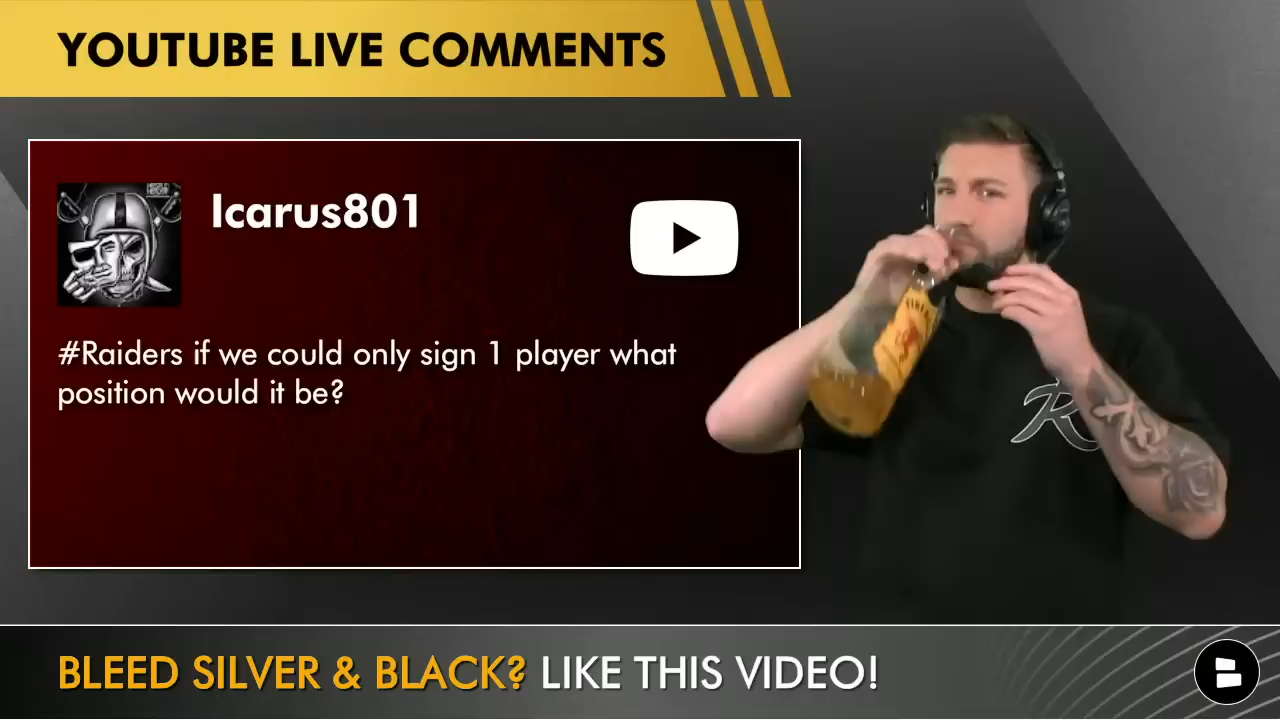 YOUTUBE LIVE COMMENTS
Icarus801
#Raiders if we could only sign 1 player what
position would it be?
R
BLEED SILVER & BLACK? LIKE THIS VIDEO!